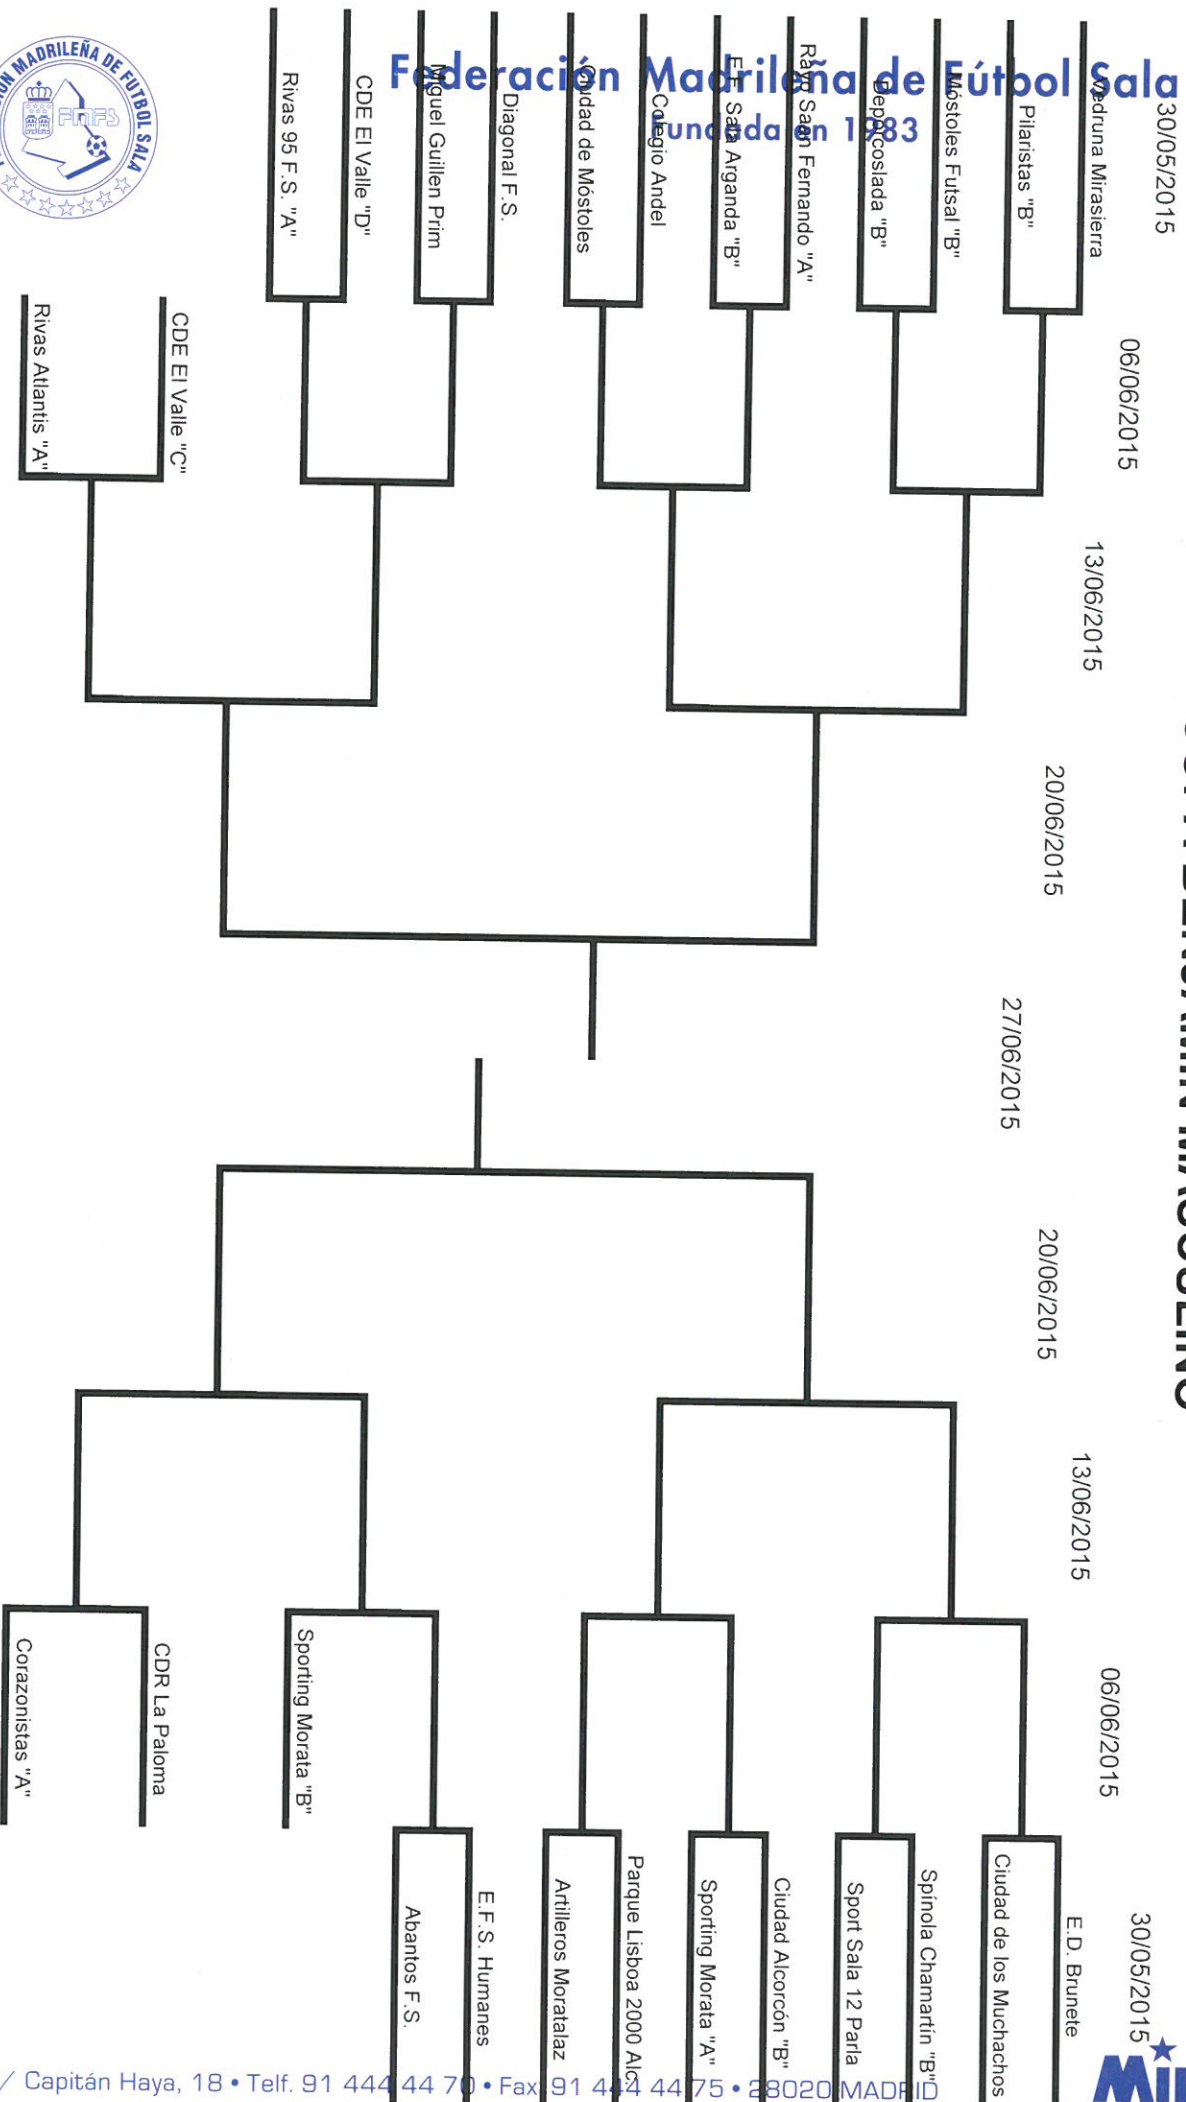 Federación Madrileña de Fútbol Sala
Fundada en 1983
FMFS
30/05/2015
06/06/2015
13/06/2015
20/06/2015
27/06/2015
20/06/2015
13/06/2015
06/06/2015
30/05/2015
Vedruna Mirasierra
Pilaristas "B"
Móstoles Futsal "B"
Deporcoslada "B"
Rayo Saan Fernando "A"
E.F. Sala Arganda "B"
Colegio Andel
Ciudad de Móstoles
Diagonal F.S.
Miguel Guillen Prim
CDE El Valle "D"
Rivas 95 F.S. "A"
CDE El Valle "C"
Rivas Atlantis "A"
E.D. Brunete
Ciudad de los Muchachos
Spínola Chamartín "B"
Sport Sala 12 Parla
Ciudad Alcorcón "B"
Sporting Morata "A"
Parque Lisboa 2000 Alc.
Artilleros Moratalaz
E.F.S. Humanes
Abantos F.S.
Sporting Morata "B"
CDR La Paloma
Corazonistas "A"
/ Capitán Haya, 18 • Telf. 91 444 44 70 • Fax 91 444 44 75 • 28020 MADRID